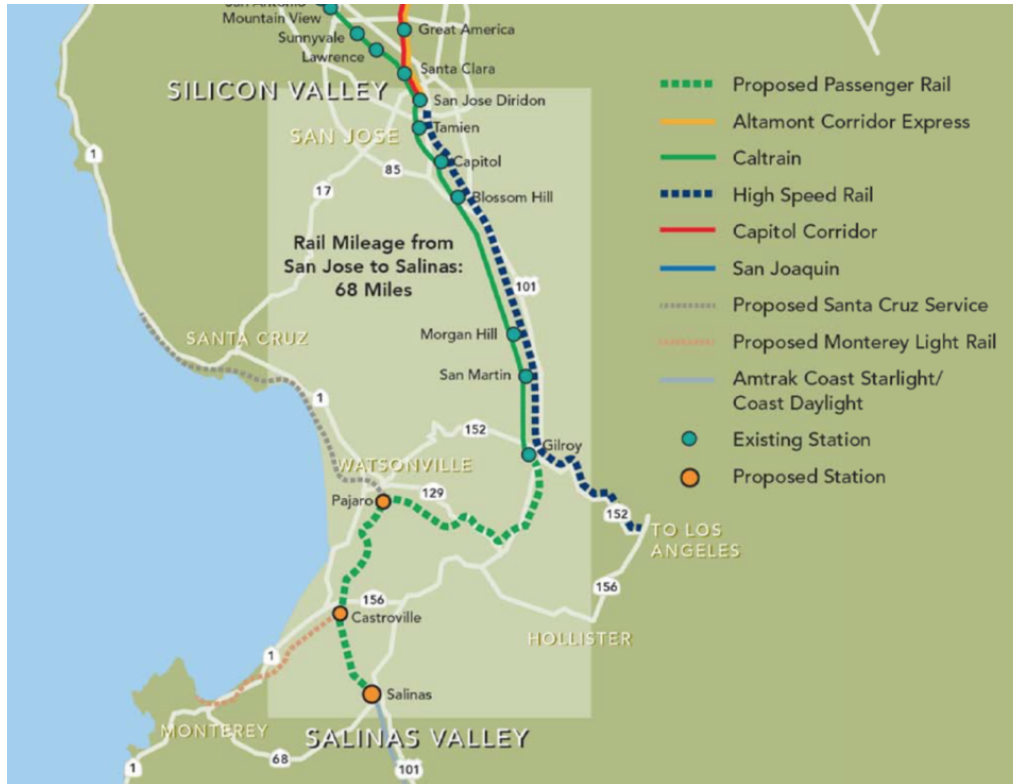 Mountain View
Sunnyvale
Lawrence
Great America
Santa Clara
SILICON VALLEY
San Jose Diridon
SAN JOSE
Tamien
Capitol
Blossom Hill
1
17
85
Rail Mileage from
San Jose to Salinas:
68 Miles
101
Morgan Hill
San Martin
SANTA CRUZ
1
152
Gilroy
WATSONVILLE
129
Pajaro
152
TO LOS
ANGELES
156
156
Castroville
HOLLISTER
1
Salinas
MONTEREY
SALINAS VALLEY
68
1
101
Proposed Passenger Rail
Altamont Corridor Express
Caltrain
High Speed Rail
Capitol Corridor
San Joaquin
Proposed Santa Cruz Service
Proposed Monterey Light Rail
Amtrak Coast Starlight/
Coast Daylight
Existing Station
Proposed Station